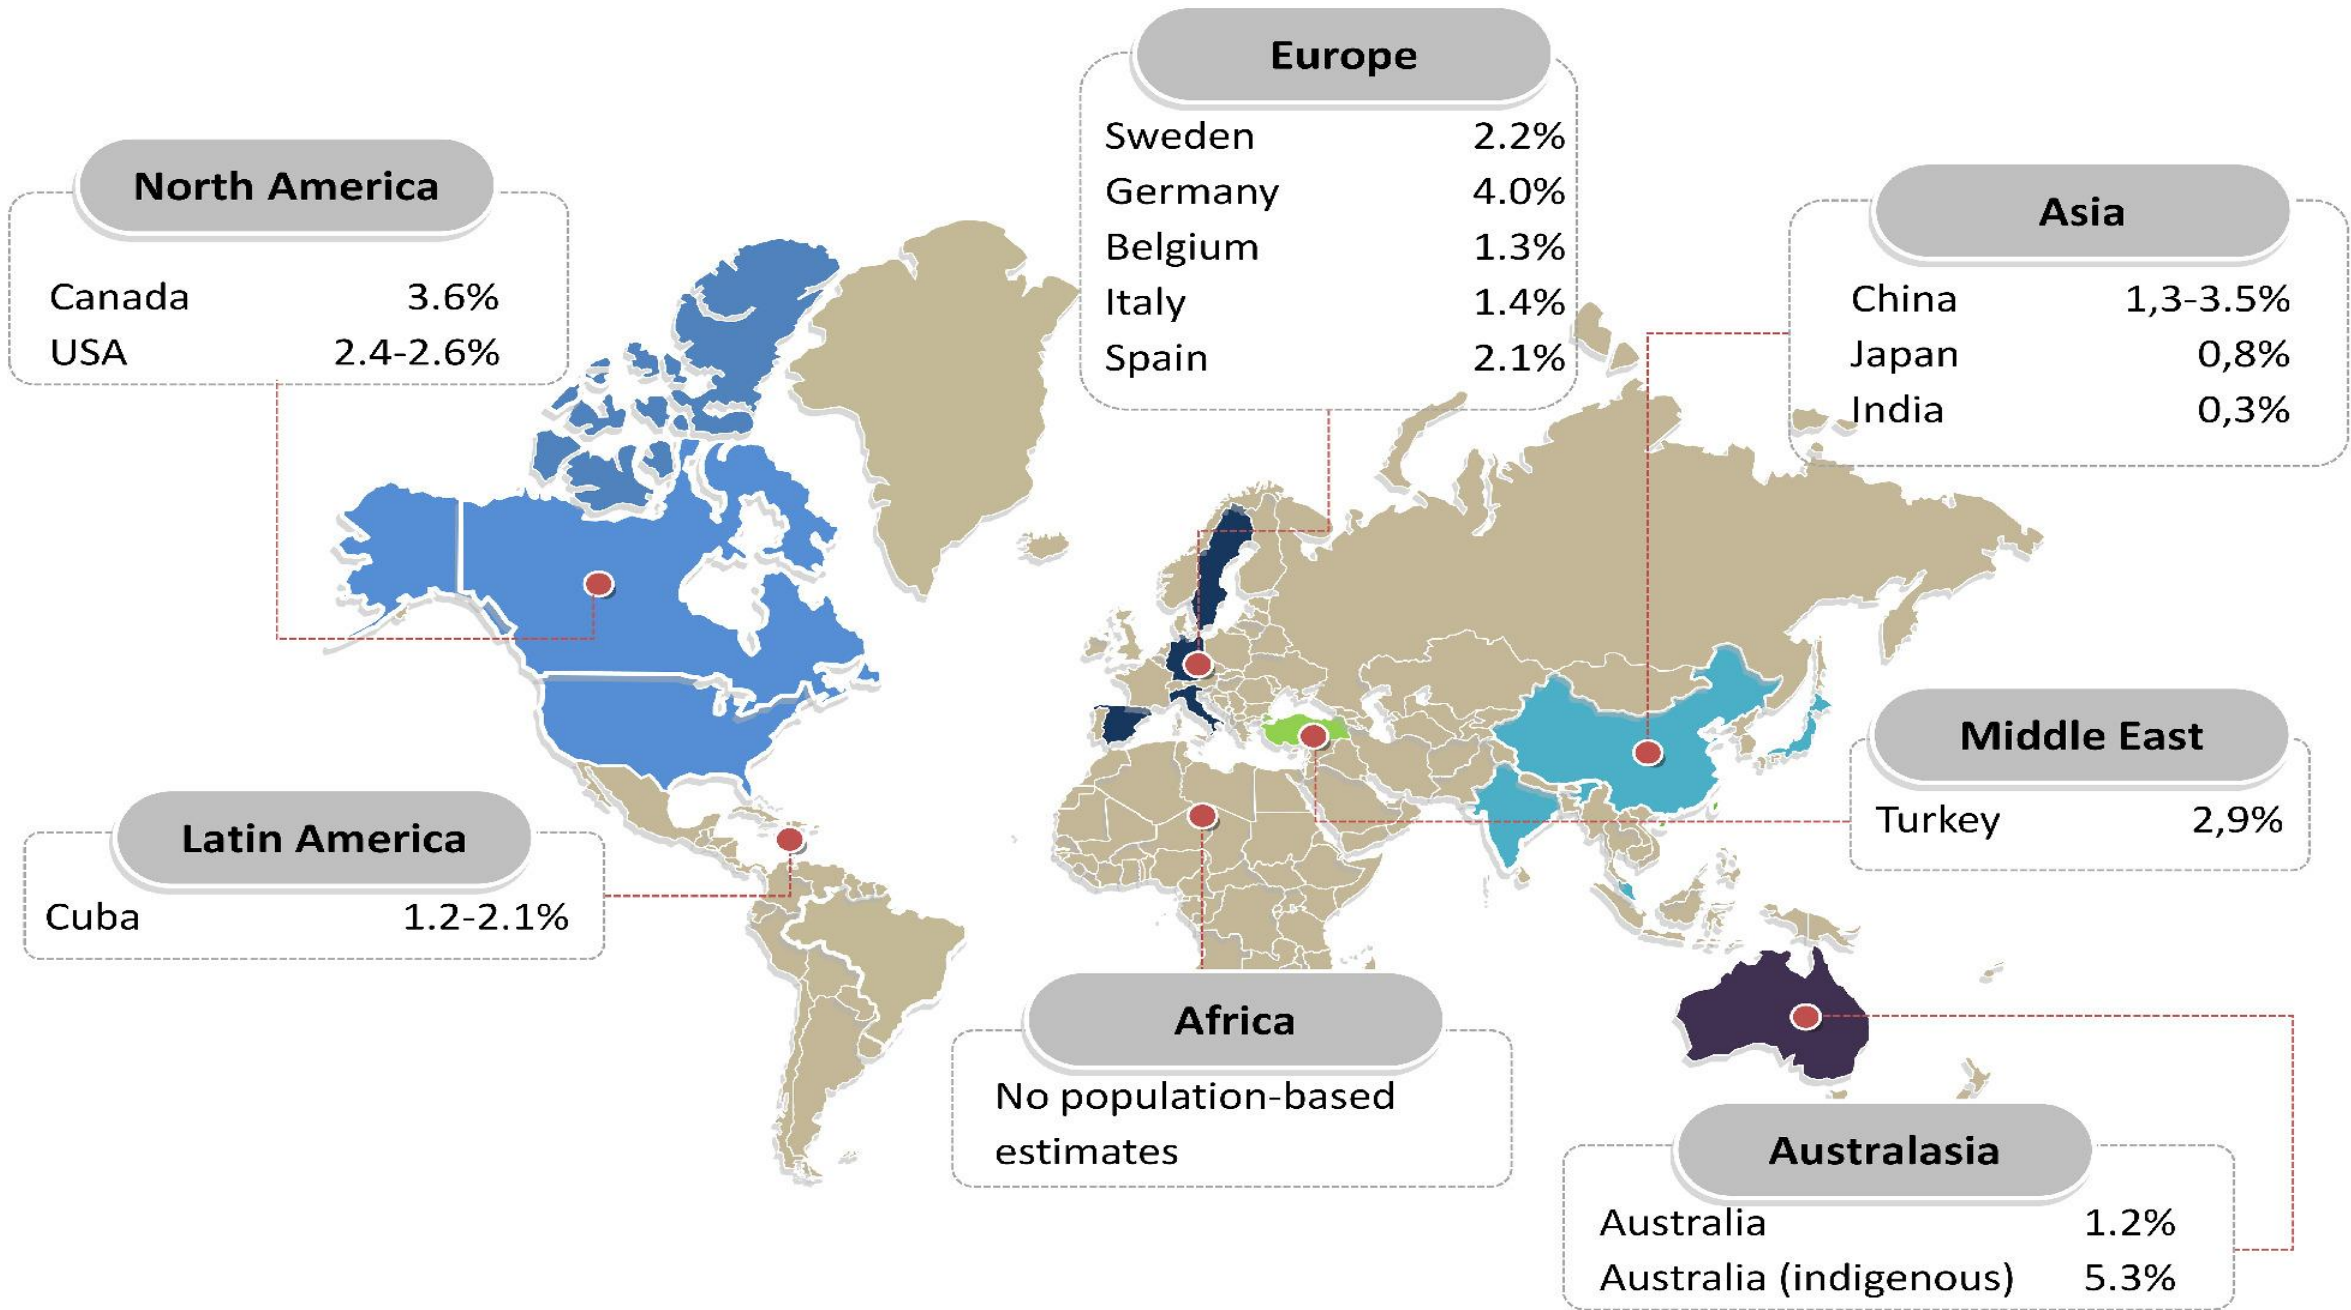 Europe
Sweden 2.2%
Germany 4.0%
Belgium 1.3%
Italy 1.4%
Spain 2.1%
North America
Canada 3.6%
USA 2.4-2.6%
Asia
China 1,3-3.5%
Japan 0,8%
India 0,3%
Middle East
Turkey 2,9%
Latin America
Cuba 1.2-2.1%
Africa
No population-based
estimates
Australasia
Australia 1.2%
Australia (indigenous) 5.3%